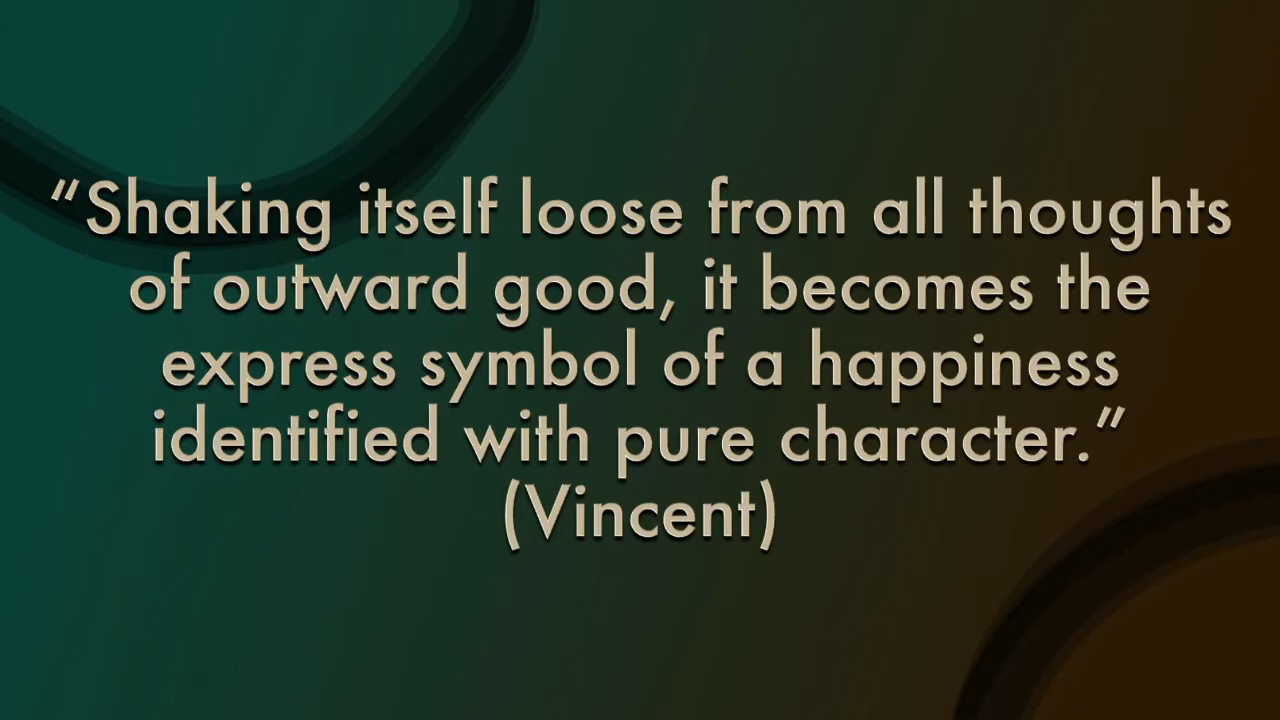 “Shaking itself loose from all thoughts
of outward good, it becomes the
express symbol of a happiness
identified with pure character.”
(Vincent)